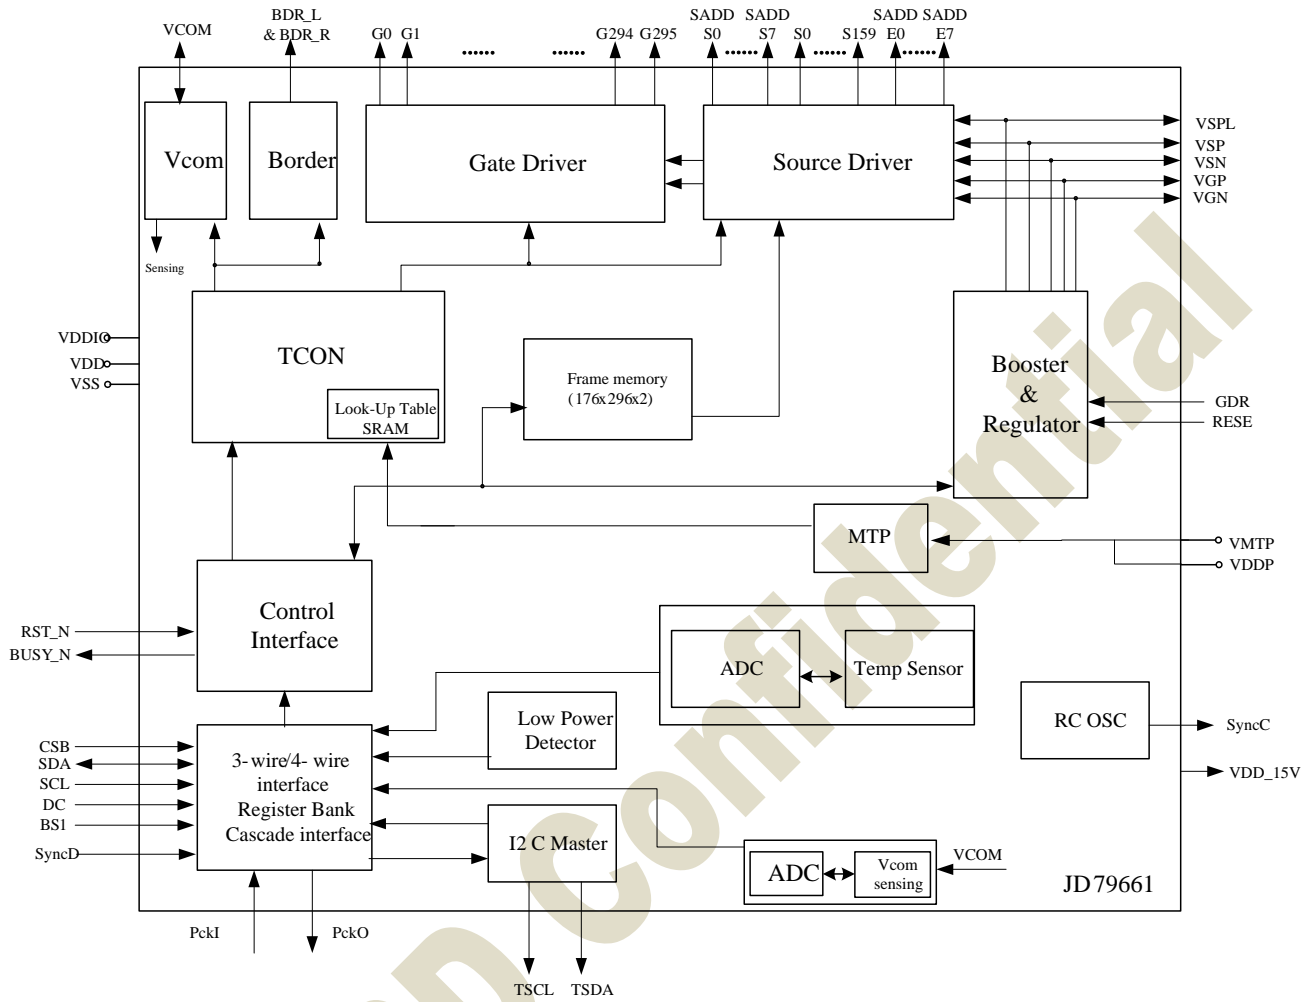 BDR_L
& BDR_R
VCOM
G0 G1 ...... ...... G294 G295
SADD
S0
......
SADD
S7
S0 ...... S159
SADD
E0
......
SADD
E7
Vcom
Border
Gate Driver
Source Driver
VSPL
VSP
VSN
VGP
VGN
Sensing
VDDIO
VDD
VSS
TCON
Look-Up Table
SRAM
Frame memory
(176x296x2)
Booster
&
Regulator
GDR
RESE
MTP
VMTP
VDDP
Control
Interface
RST_N
BUSY_N
ADC
Temp Sensor
Low Power
Detector
RC OSC
SyncC
VDD_15V
CSB
SDA
SCL
DC
BS1
SyncD
3-wire/4- wire
interface
Register Bank
Cascade interface
I2 C Master
ADC
Vcom
sensing
VCOM
JD79661
PckI
PckO
TSCL
TSDA
Confidential